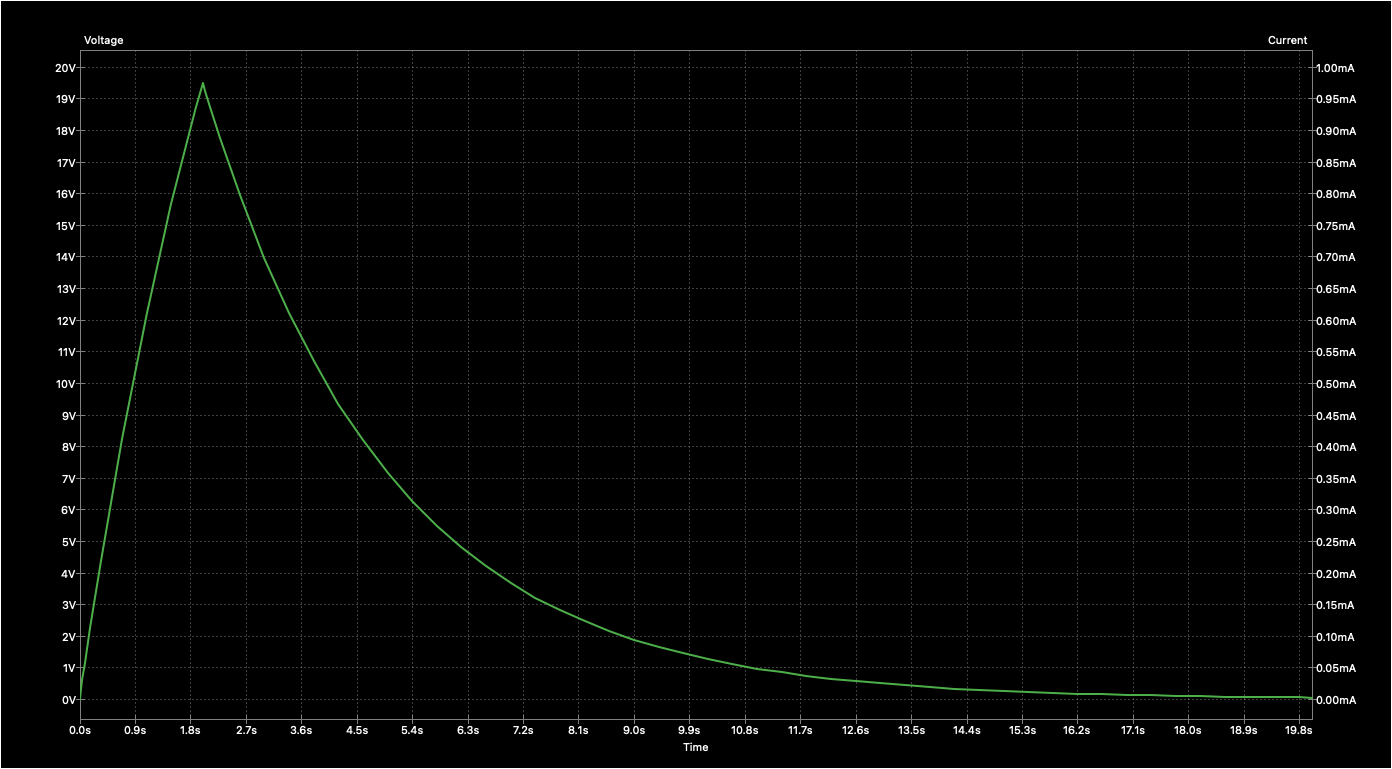 Voltage Current
20V 1.00mA
19V 0.95mA
18V 0.90mA
17V 0.85mA
16V 0.80mA
15V 0.75mA
14V 0.70mA
13V 0.65mA
12V 0.60mA
11V 0.55mA
10V 0.50mA
9V 0.45mA
8V 0.40mA
7V 0.35mA
6V 0.30mA
5V 0.25mA
4V 0.20mA
3V 0.15mA
2V 0.10mA
1V 0.05mA
0V 0.00mA
0.0s 0.9s 1.8s 2.7s 3.6s 4.5s 5.4s 6.3s 7.2s 8.1s 9.0s 9.9s 10.8s 11.7s 12.6s 13.5s 14.4s 15.3s 16.2s 17.1s 18.0s 18.9s 19.8s
Time